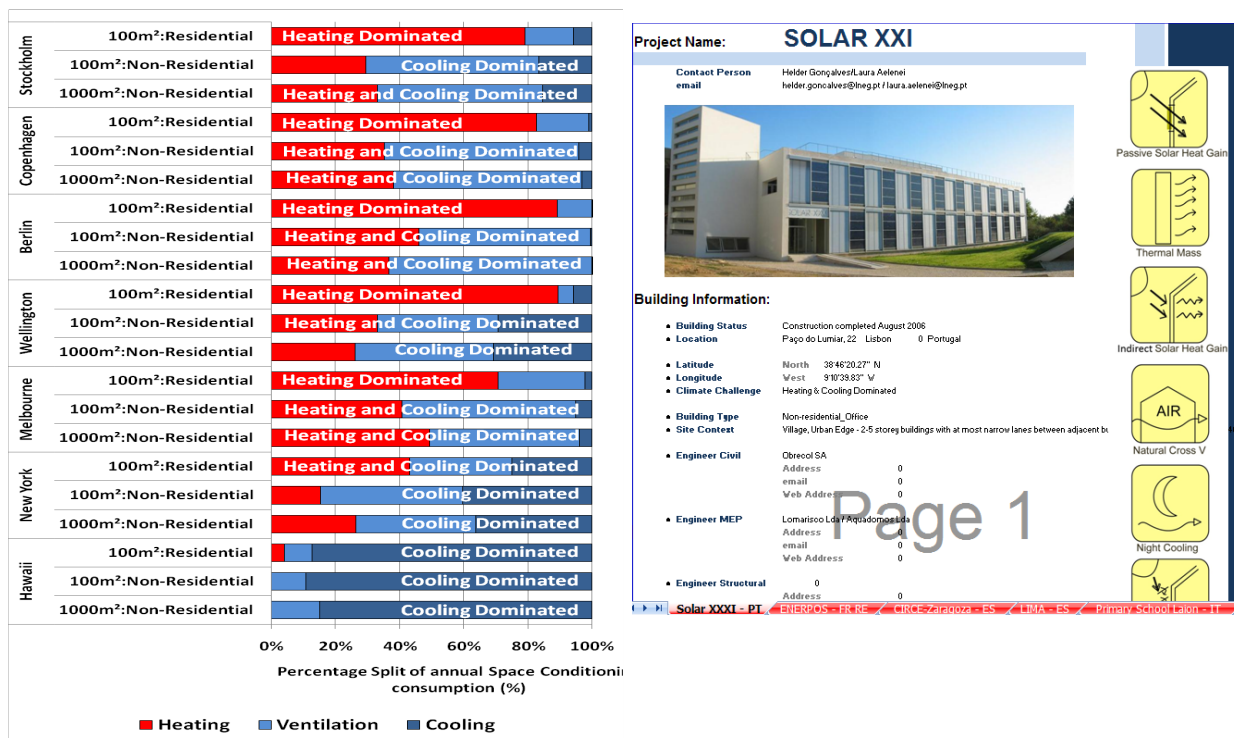 Stockholm
100m²:Residential Heating Dominated
100m²:Non-Residential Cooling Dominated
1000m²:Non-Residential Heating and Cooling Dominated
Copenhagen
100m²:Residential Heating Dominated
100m²:Non-Residential Heating and Cooling Dominated
1000m²:Non-Residential Heating and Cooling Dominated
Berlin
100m²:Residential Heating Dominated
100m²:Non-Residential Heating and Cooling Dominated
1000m²:Non-Residential Heating and Cooling Dominated
Wellington
100m²:Residential Heating Dominated
100m²:Non-Residential Heating and Cooling Dominated
1000m²:Non-Residential Cooling Dominated
Melbourne
100m²:Residential Heating Dominated
100m²:Non-Residential Heating and Cooling Dominated
1000m²:Non-Residential Heating and Cooling Dominated
New York
100m²:Residential Heating and Cooling Dominated
100m²:Non-Residential Cooling Dominated
1000m²:Non-Residential Cooling Dominated
Hawaii
100m²:Residential Cooling Dominated
100m²:Non-Residential Cooling Dominated
1000m²:Non-Residential Cooling Dominated
0% 20% 40% 60% 80% 100%
Percentage Split of annual Space Conditioni
consumption (%)
Heating Ventilation Cooling
Project Name: SOLAR XXI
Contact Person Helder Gonçalves/Laura Aelenei
email helder.goncalves@lneg.pt / laura.aelenei@lneg.pt
Building Information:
Building Status Construction completed August 2006
Location Paço do Lumiar, 22 Lisbon 0 Portugal
Latitude North 38°46'20.27" N
Longitude West 9°10'39.83" W
Climate Challenge Heating & Cooling Dominated
Building Type Non-residential_Office
Site Context Village, Urban Edge - 2-5 storey buildings with at most narrow lanes between adjacent bu
Engineer Civil Obrecol SA
Address 0
email 0
Web Address 0
Engineer MEP Lomarisco Lda / Aquadomos Lda
Address 0
email 0
Web Address 0
Page 1
Engineer Structural 0
Address 0
Passive Solar Heat Gain
Thermal Mass
Indirect Solar Heat Gain
AIR
Natural Cross V
Night Cooling
Solar XXXI - PT ENERPOS - FR RE CIRCE-Zaragoza - ES LIMA - ES Primary School Laion - IT